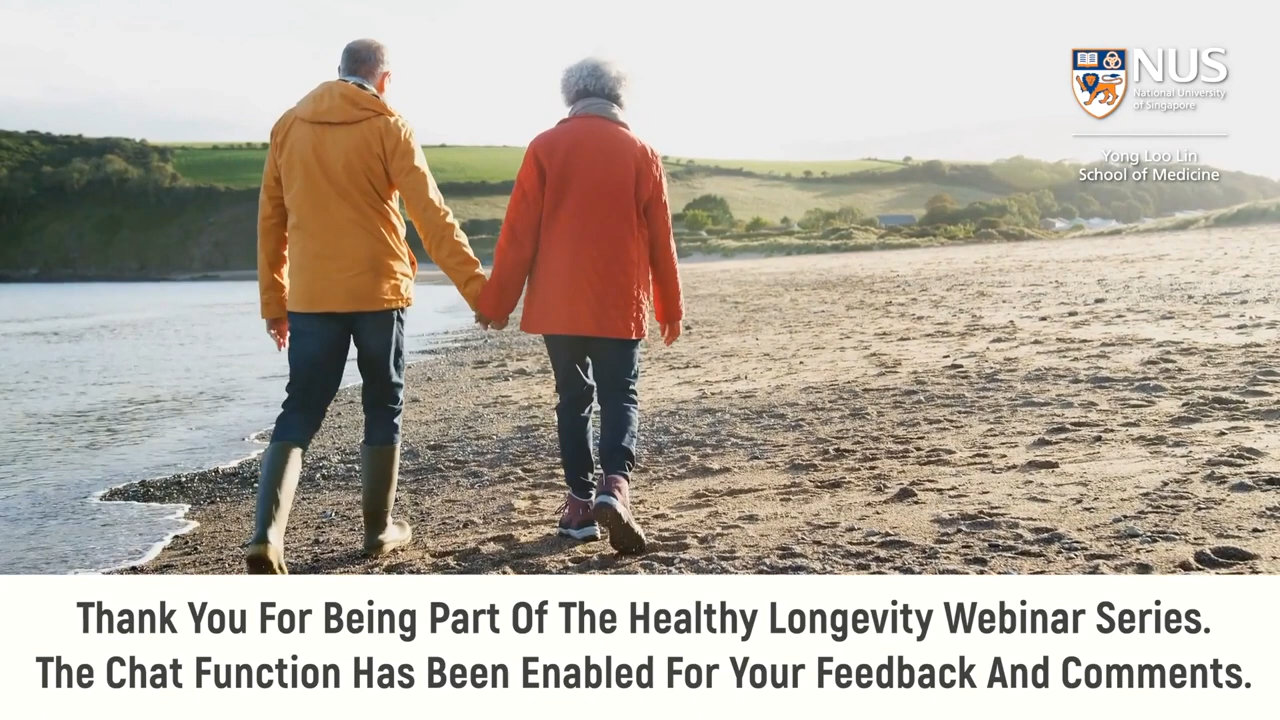 NUS
National University
of Singapore
Yong Loo Lin
School of Medicine
Thank You For Being Part Of The Healthy Longevity Webinar Series.
The Chat Function Has Been Enabled For Your Feedback And Comments.